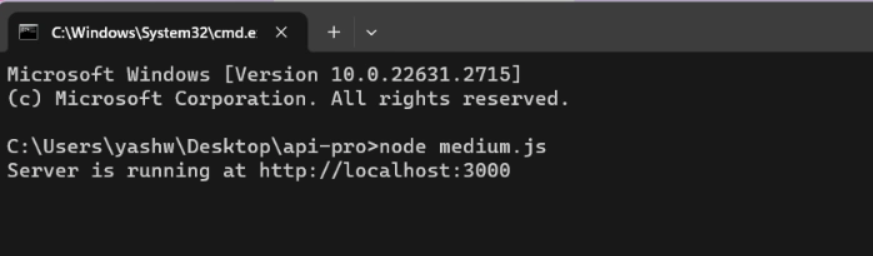 C:\Windows\System32\cmd.e
Microsoft Windows [Version 10.0.22631.2715]
(c) Microsoft Corporation. All rights reserved.
C:\Users\yashw\Desktop\api-pro>node medium.js
Server is running at http://localhost:3000